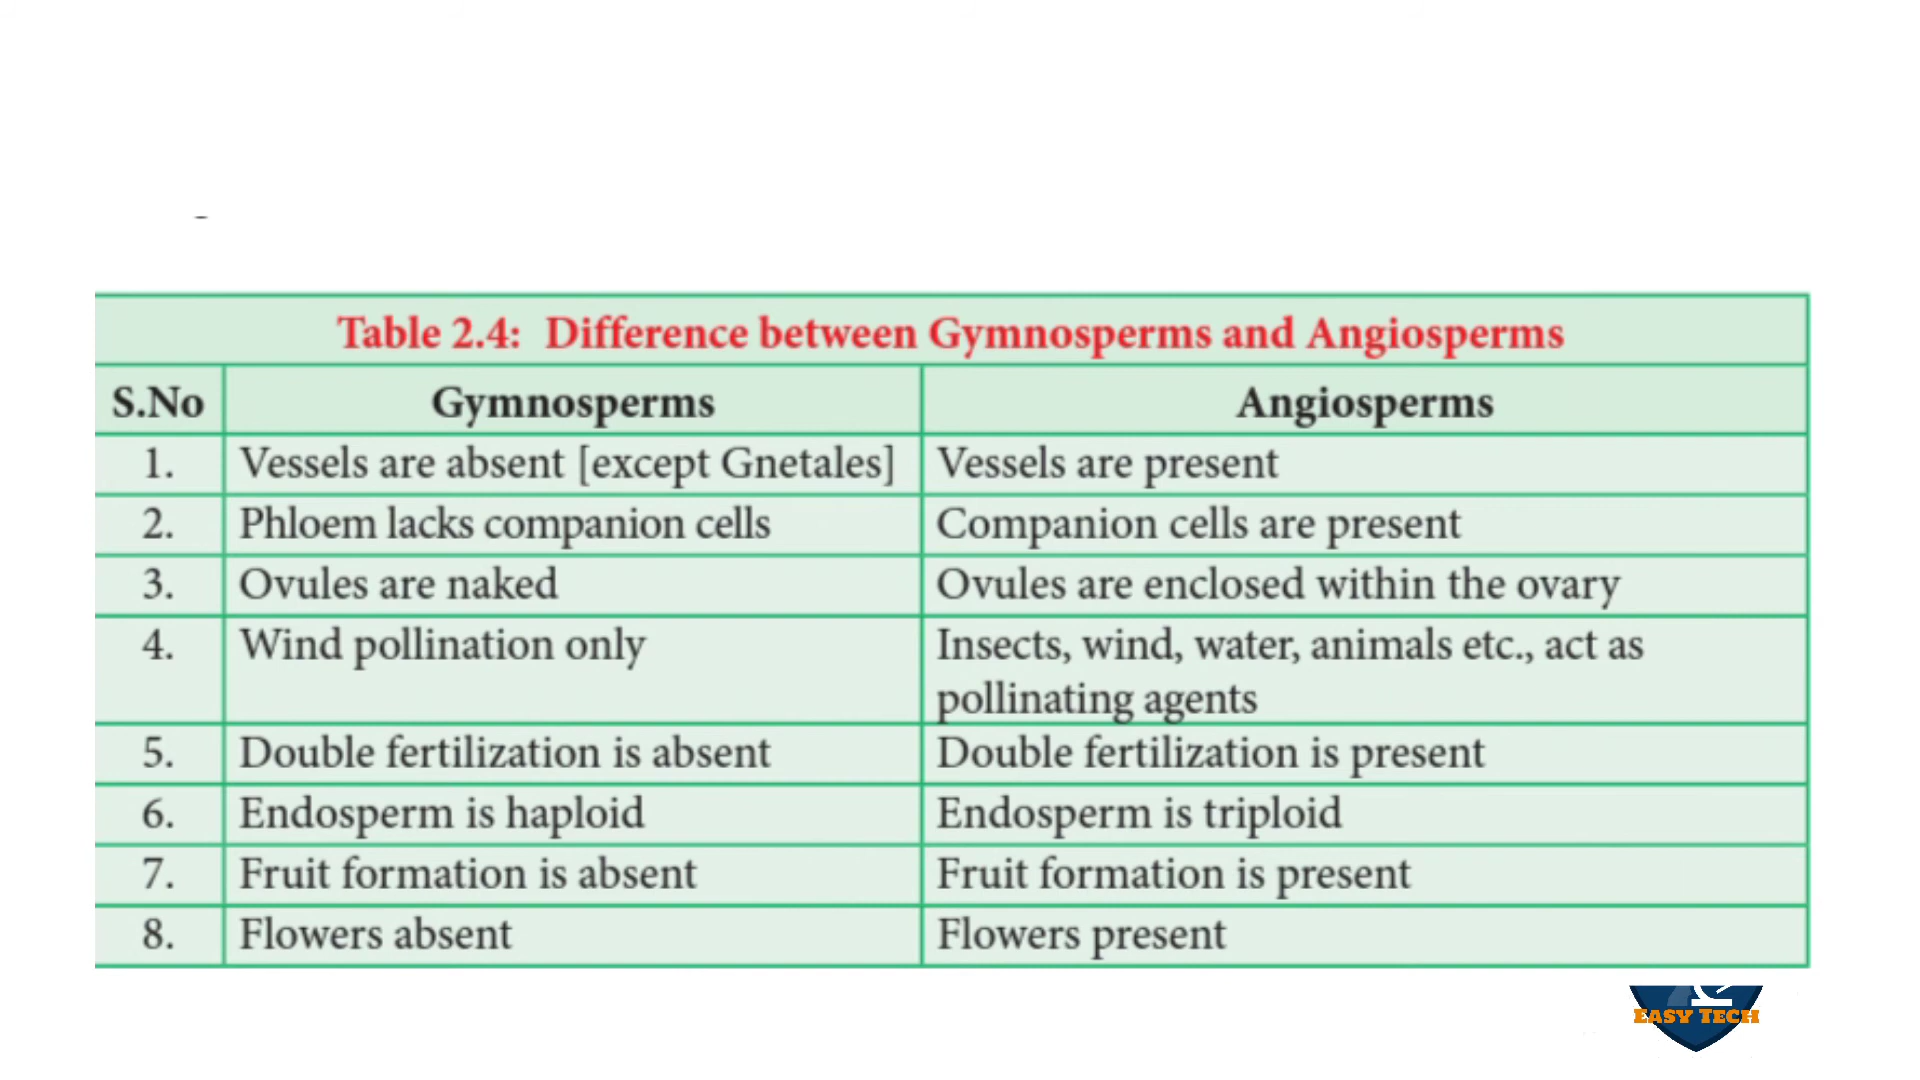 Table 2.4: Difference between Gymnosperms and Angiosperms
S.No Gymnosperms Angiosperms
1. Vessels are absent [except Gnetales] Vessels are present
2. Phloem lacks companion cells Companion cells are present
3. Ovules are naked Ovules are enclosed within the ovary
4. Wind pollination only Insects, wind, water, animals etc., act as
pollinating agents
5. Double fertilization is absent Double fertilization is present
6. Endosperm is haploid Endosperm is triploid
7. Fruit formation is absent Fruit formation is present
8. Flowers absent Flowers present
EASY TECH